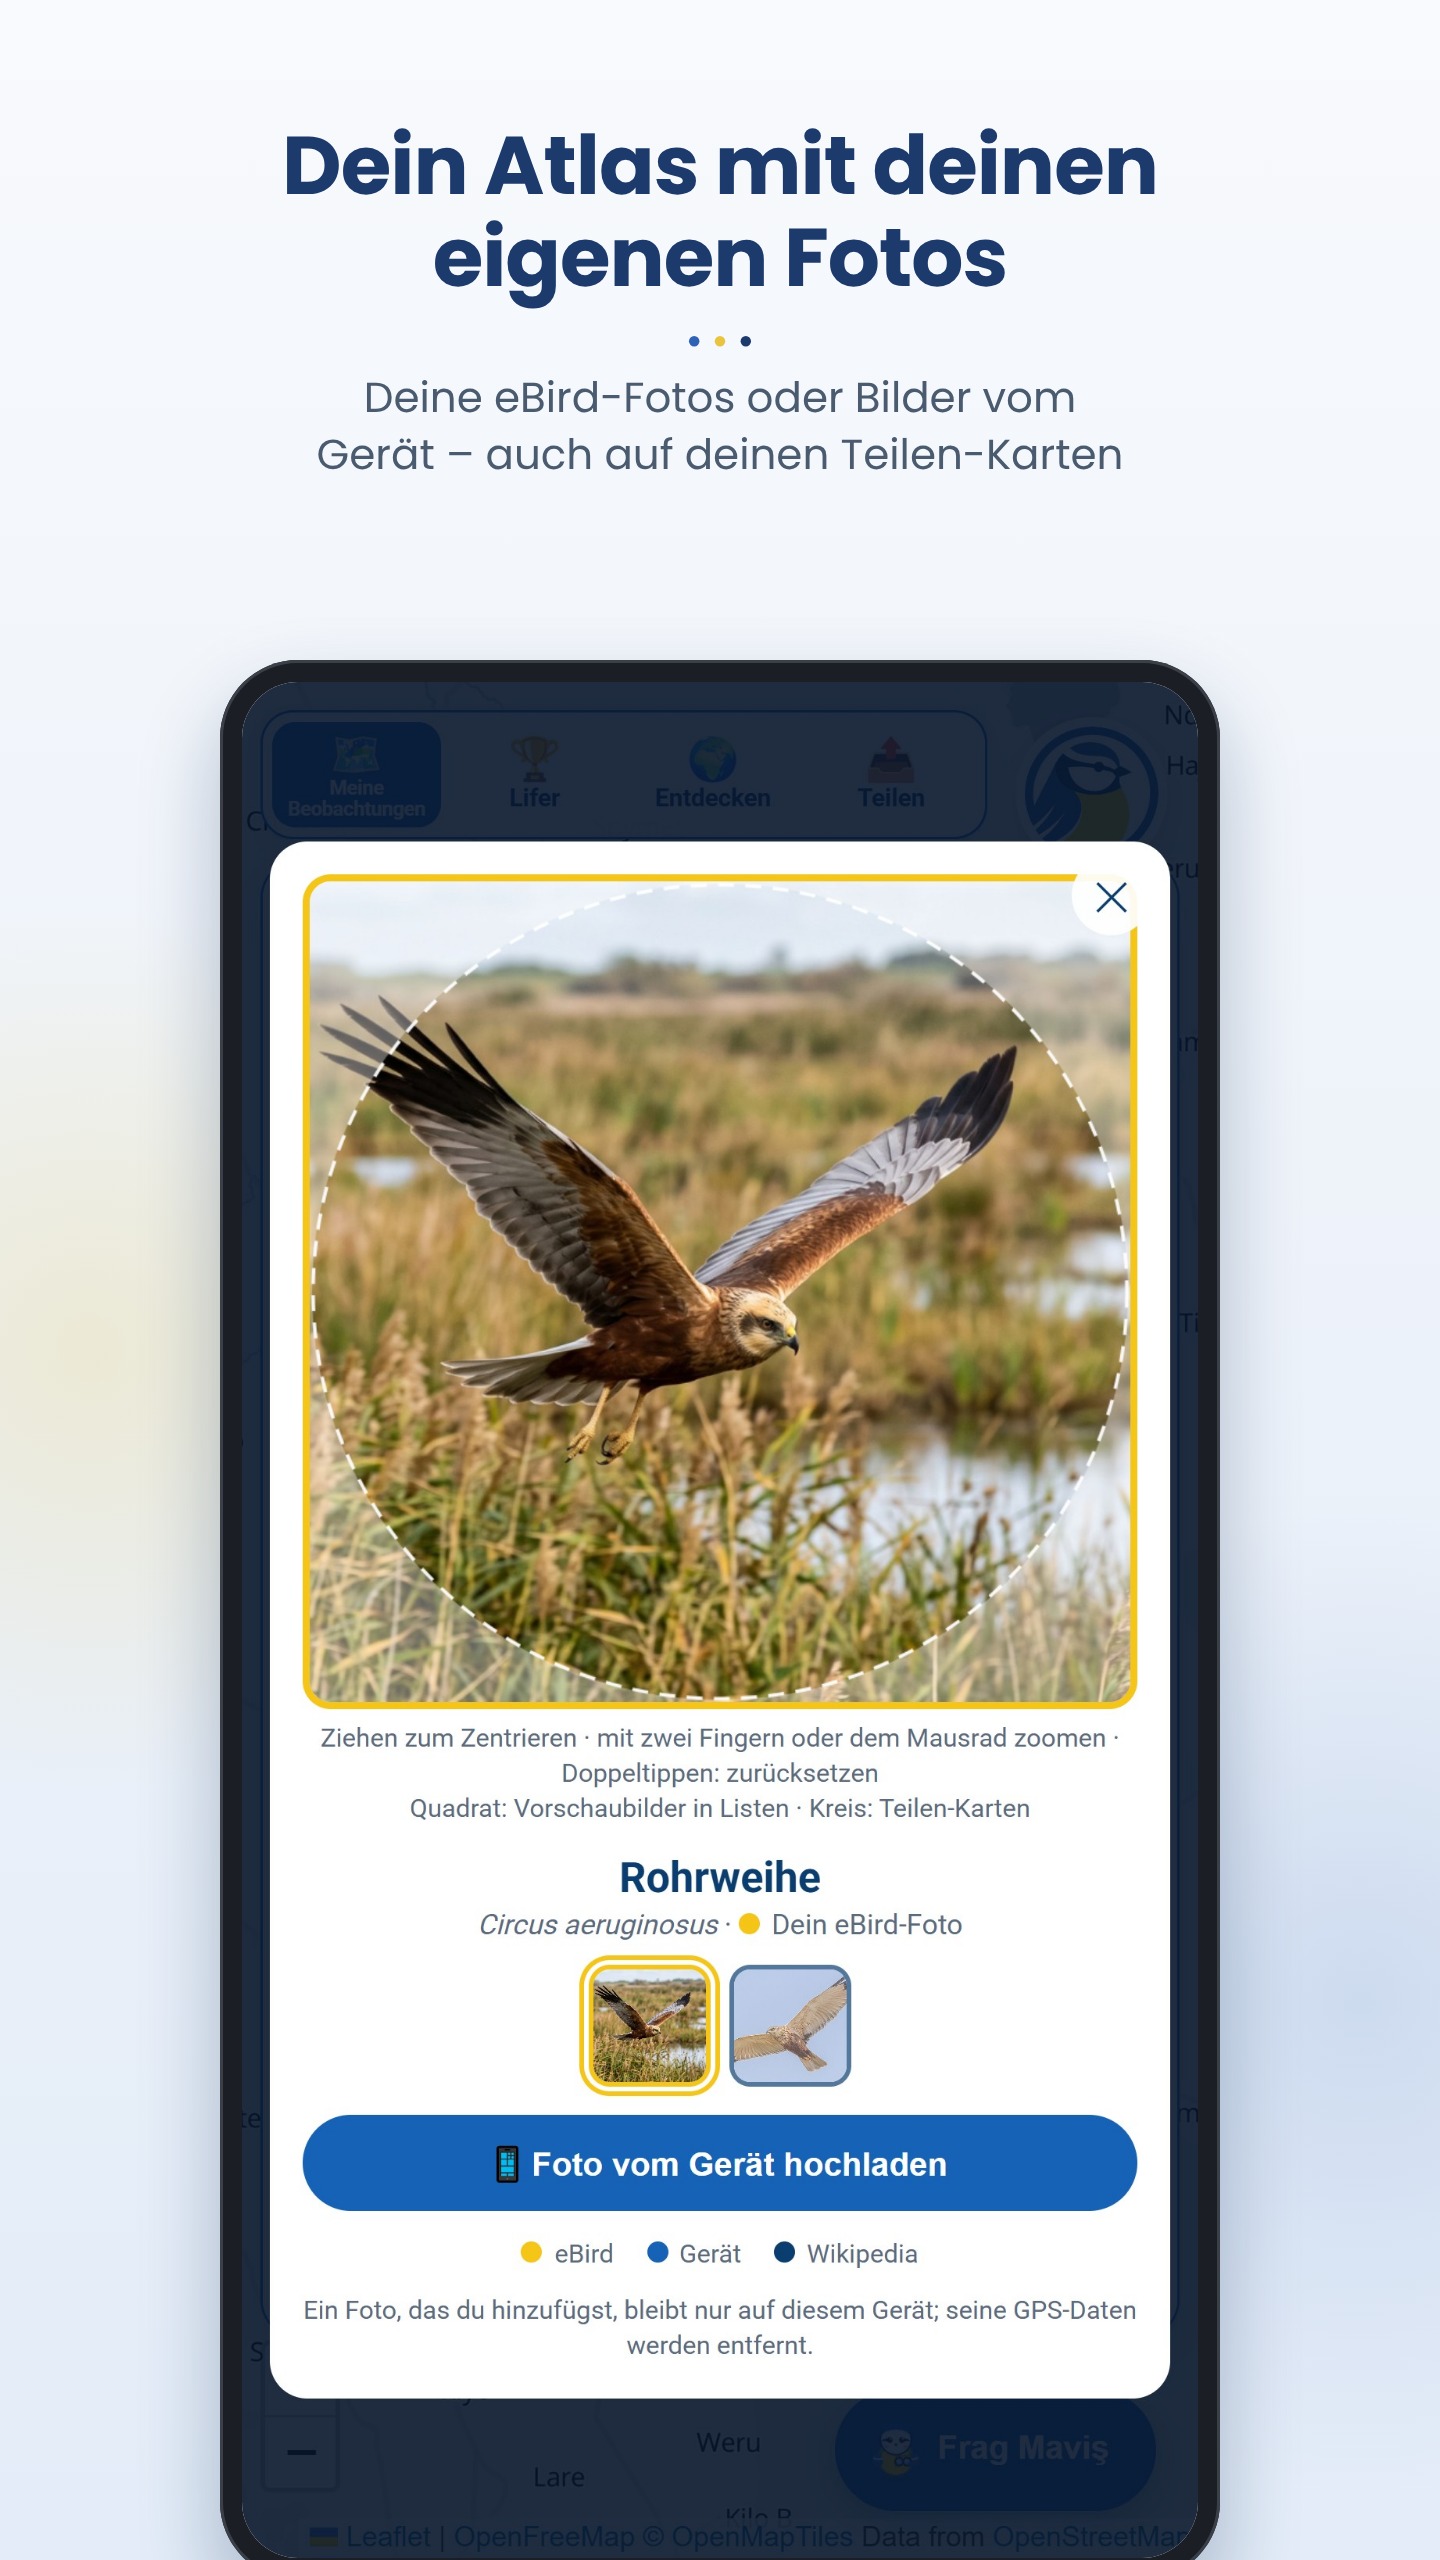 Dein Atlas mit deinen
eigenen Fotos
Deine eBird-Fotos oder Bilder vom
Gerät – auch auf deinen Teilen-Karten
Meine
Beobachtungen
Lifer
Entdecken
Teilen
Ziehen zum Zentrieren · mit zwei Fingern oder dem Mausrad zoomen ·
Doppeltippen: zurücksetzen
Quadrat: Vorschaubilder in Listen · Kreis: Teilen-Karten
Rohrweihe
Circus aeruginosus · Dein eBird-Foto
Foto vom Gerät hochladen
eBird Gerät Wikipedia
Ein Foto, das du hinzufügst, bleibt nur auf diesem Gerät; seine GPS-Daten
werden entfernt.
Weru
Frag Maviş
Lare
Leaflet | OpenFreeMap © OpenMapTiles Data from OpenStreetMap